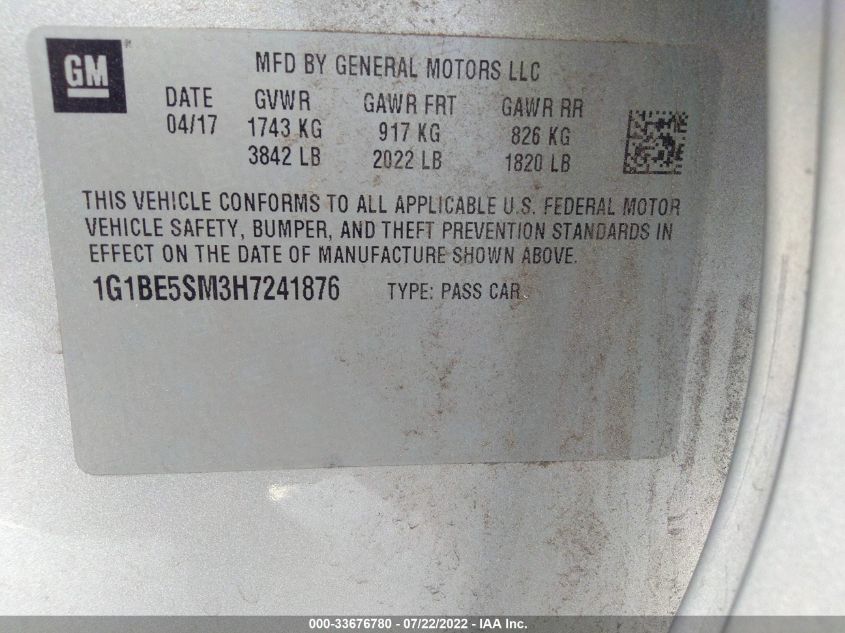 GM
MFD BY GENERAL MOTORS LLC
DATE GVWR GAWR FRT GAWR RR
04/17 1743 KG 917 KG 826 KG
3842 LB 2022 LB 1820 LB
THIS VEHICLE CONFORMS TO ALL APPLICABLE U.S. FEDERAL MOTOR
VEHICLE SAFETY, BUMPER, AND THEFT PREVENTION STANDARDS IN
EFFECT ON THE DATE OF MANUFACTURE SHOWN ABOVE.
1G1BE5SM3H7241876 TYPE: PASS CAR
000-33676780 - 07/22/2022 - IAA Inc.